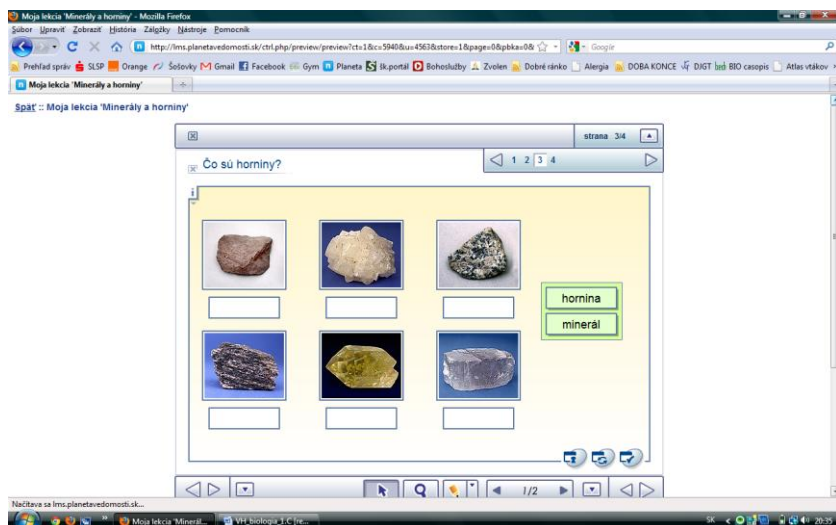 Moja lekcia 'Minerály a horniny' - Mozilla Firefox
Súbor Upraviť Zobraziť História Záložky Nástroje Pomocník
http://lms.planetavedomosti.sk/ctrl.php/preview/preview?ct=1&c=5940&u=4563&store=1&page=0&pbka=0& Google
Prehľad správ SLSP Orange Šošovky Gmail Facebook Gym Planeta sk.portál Bohoslužby Zvolen Dobré ránko Alergia DOBA KONCE DJGT BIO casopis Atlas vtákov
Moja lekcia 'Minerály a horniny'
Späť :: Moja lekcia 'Minerály a horniny'
strana 3/4
Čo sú horniny? 1 2 3 4
i
hornina
minerál
1/2
Načítava sa lms.planetavedomosti.sk...
Moja lekcia 'Minerál... VH_biologia_1.C [re... SK 20:35